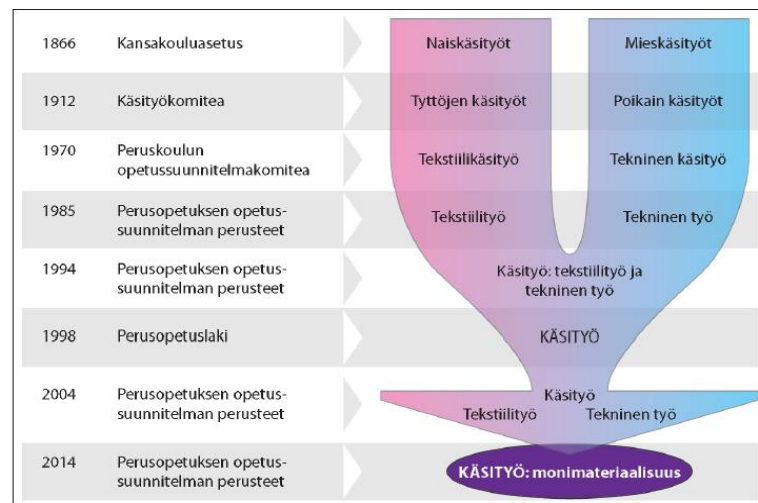 1866 Kansakouluasetus Naiskäsityöt Mieskäsityöt
1912 Käsityökomitea Tyttöjen käsityöt Poikain käsityöt
1970 Peruskoulun
opetussuunnitelmakomitea Tekstiilikäsityö Tekninen käsityö
1985 Perusopetuksen opetus-
suunnitelman perusteet Tekstiilityö Tekninen työ
1994 Perusopetuksen opetus-
suunnitelman perusteet
Käsityö: tekstiilityö ja
tekninen työ
1998 Perusopetuslaki KÄSITYÖ
2004 Perusopetuksen opetus-
suunnitelman perusteet
Käsityö
Tekstiilityö Tekninen työ
2014 Perusopetuksen opetus-
suunnitelman perusteet
KÄSITYÖ: monimateriaalisuus